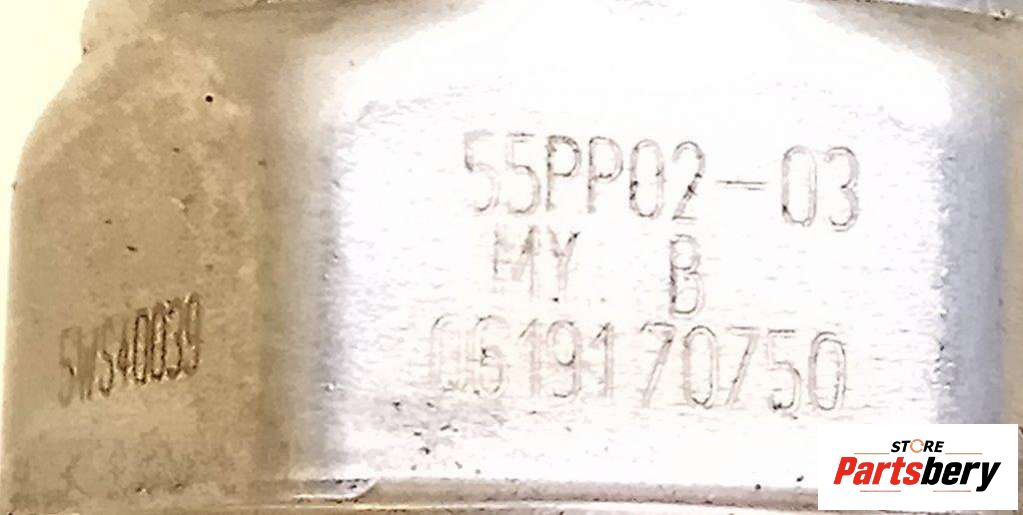 55PP02-03
MY B
0619170750
5WS40039
STORE
Partsbery